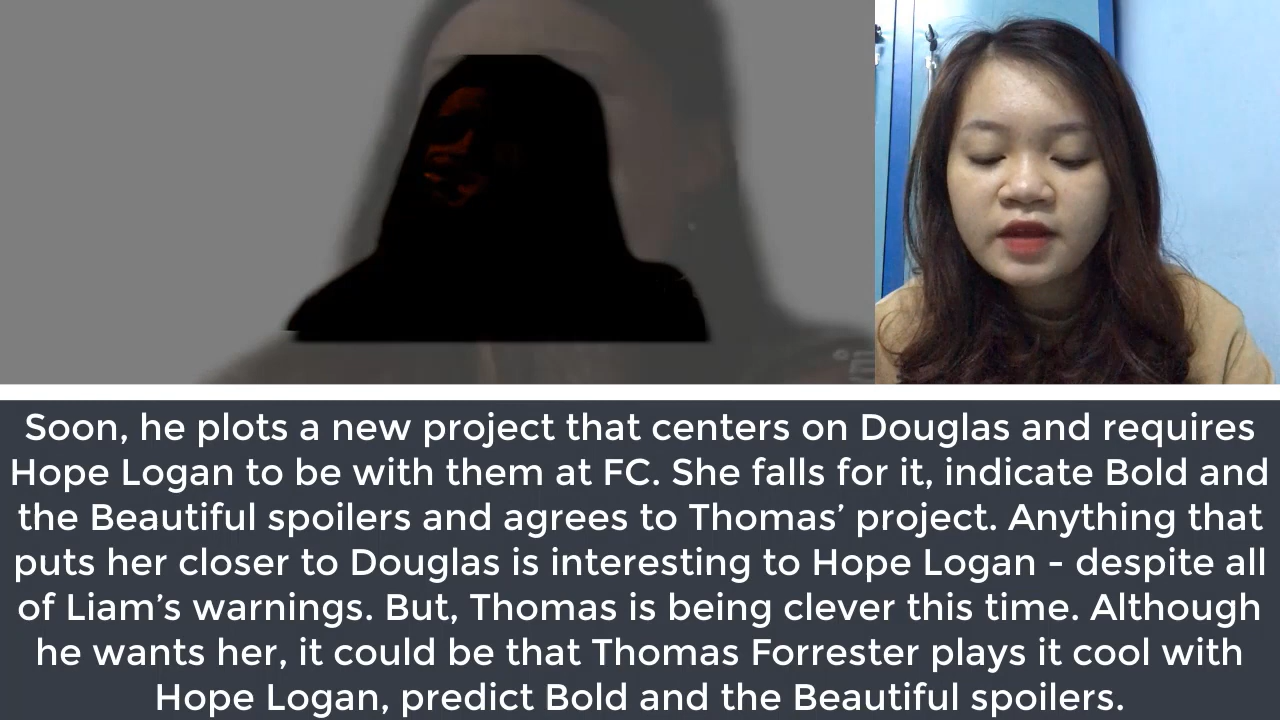 Soon, he plots a new project that centers on Douglas and requires
Hope Logan to be with them at FC. She falls for it, indicate Bold and
the Beautiful spoilers and agrees to Thomas’ project. Anything that
puts her closer to Douglas is interesting to Hope Logan - despite all
of Liam’s warnings. But, Thomas is being clever this time. Although
he wants her, it could be that Thomas Forrester plays it cool with
Hope Logan, predict Bold and the Beautiful spoilers.